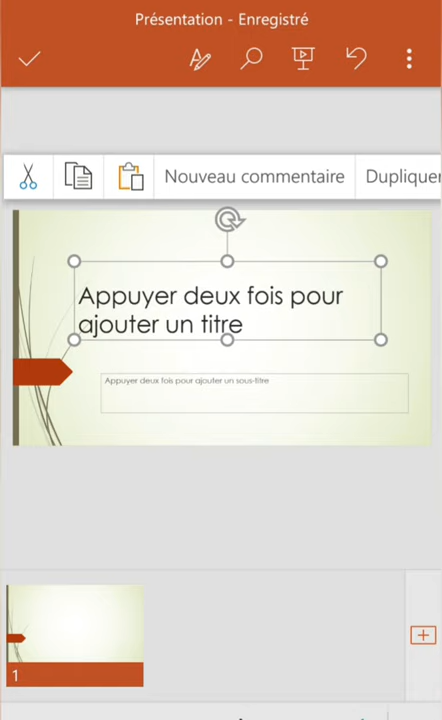 Présentation - Enregistré
Nouveau commentaire
Dupliquer
Appuyer deux fois pour
ajouter un titre
Appuyer deux fois pour ajouter un sous-titre
1